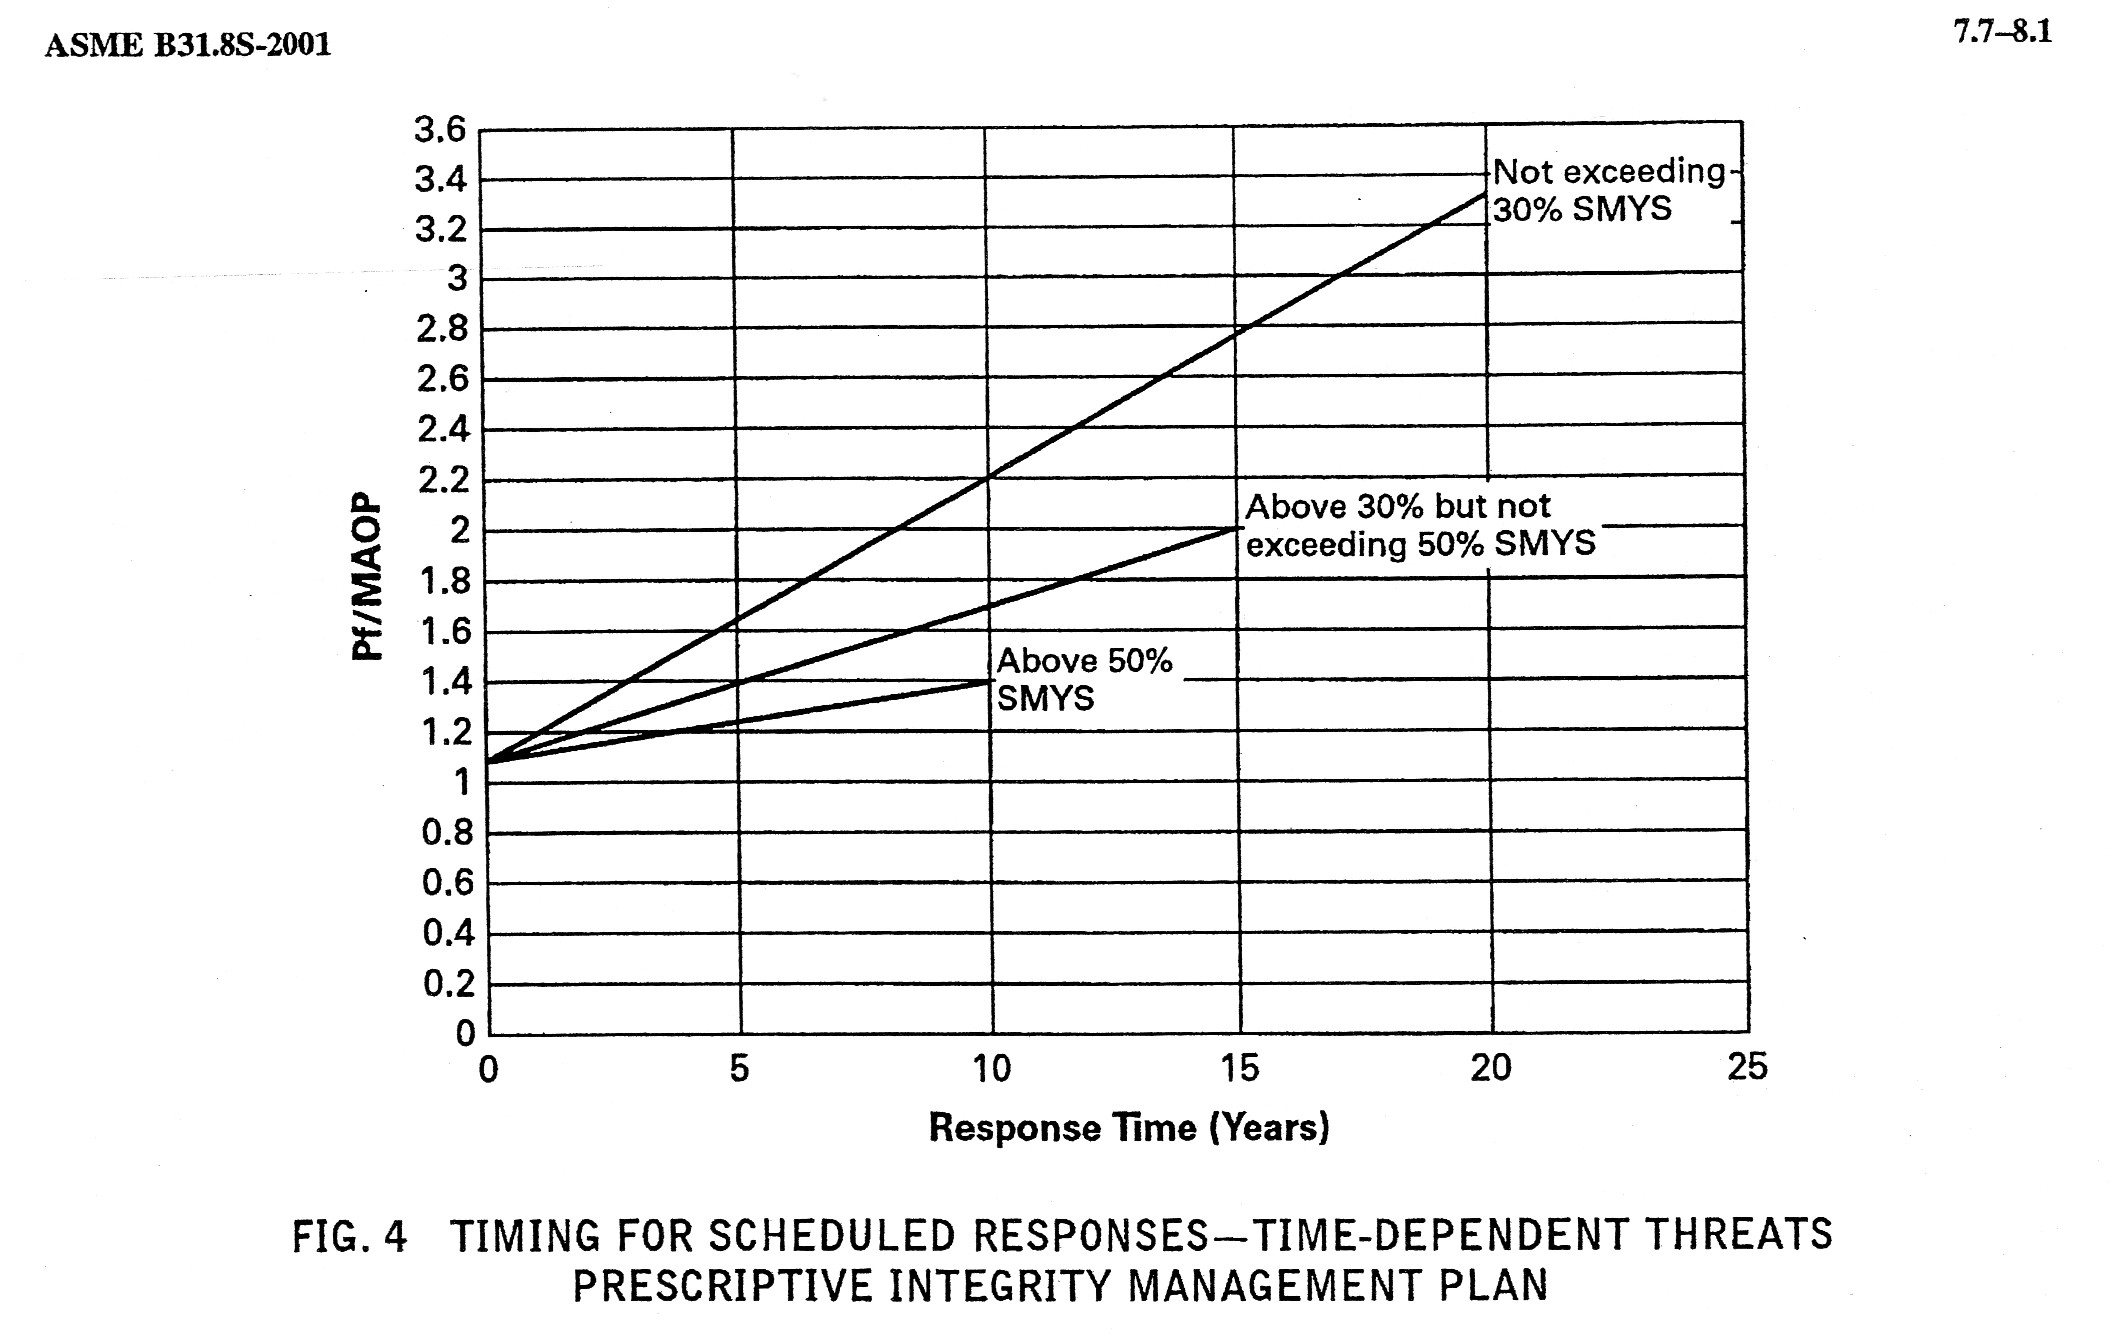 ASME B31.8S-2001
7.7–8.1
3.6
3.4
3.2
3
2.8
2.6
2.4
2.2
2
1.8
1.6
1.4
1.2
1
0.8
0.6
0.4
0.2
0
Pf/MAOP
Not exceeding
30% SMYS
Above 30% but not
exceeding 50% SMYS
Above 50%
SMYS
0 5 10 15 20 25
Response Time (Years)
FIG. 4 TIMING FOR SCHEDULED RESPONSES—TIME-DEPENDENT THREATS
PRESCRIPTIVE INTEGRITY MANAGEMENT PLAN